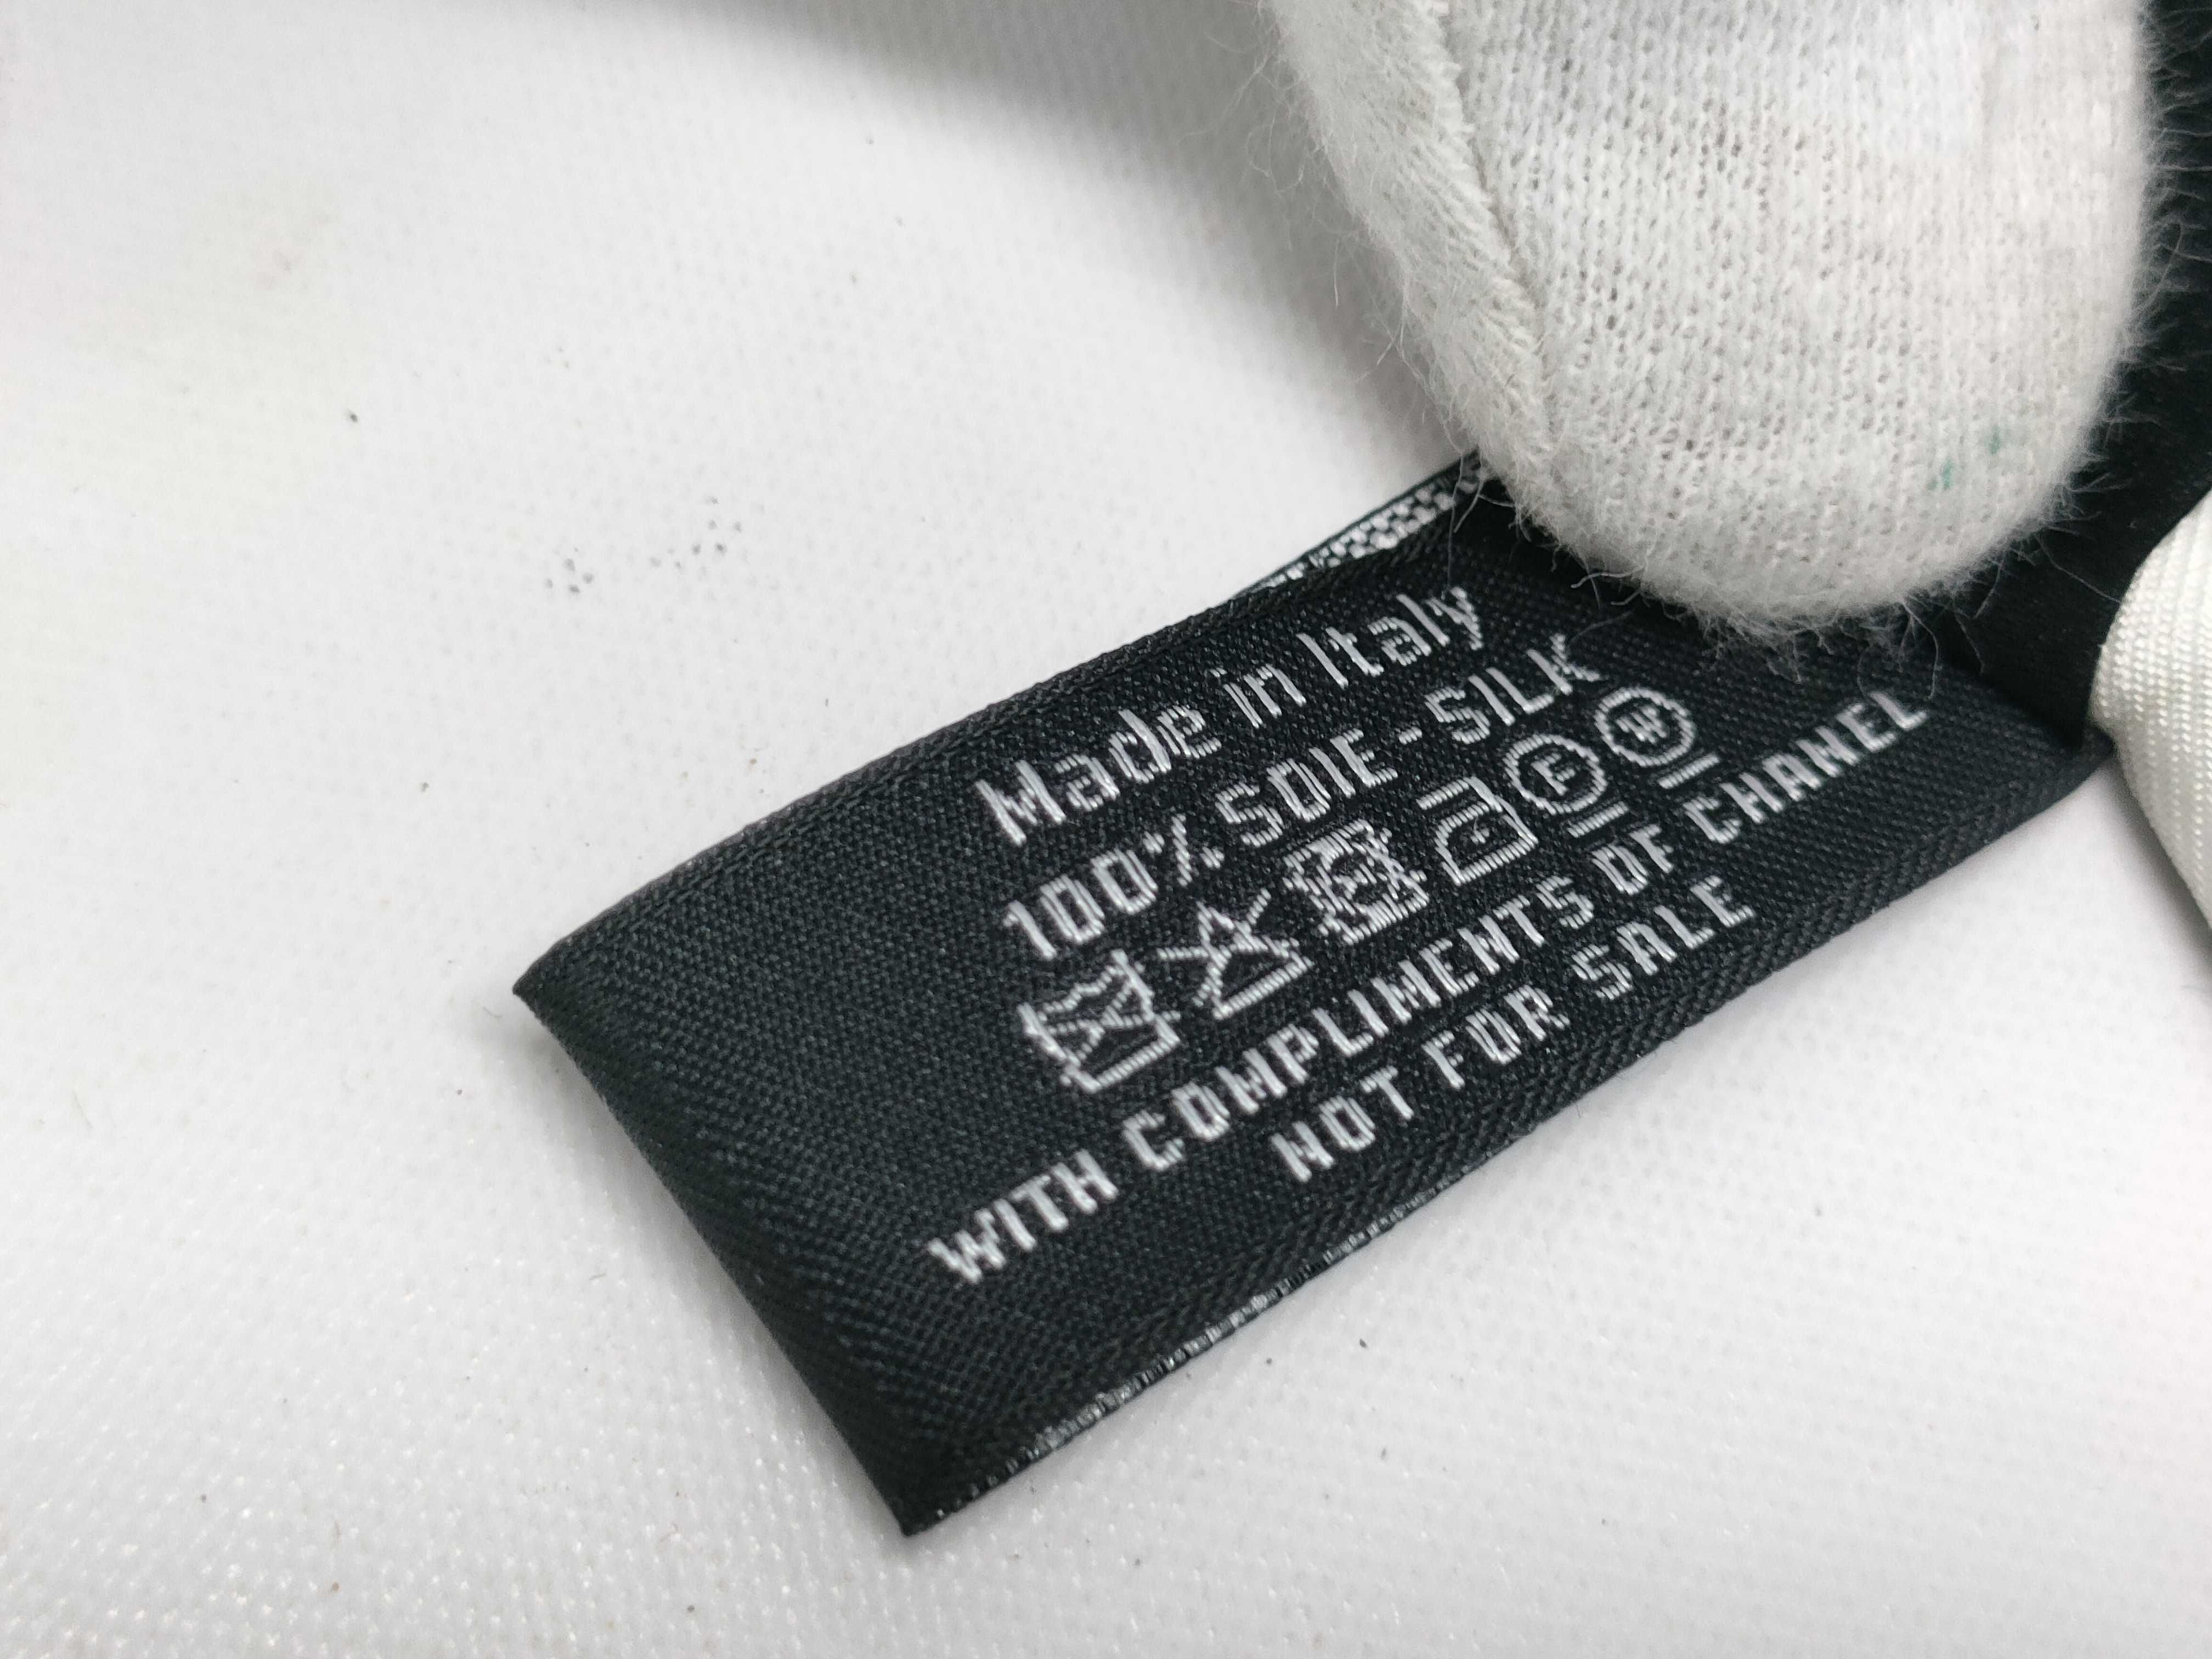 Made in Italy
100% SOIE - SILK
F W
WITH COMPLIMENTS OF CHANEL
NOT FOR SALE